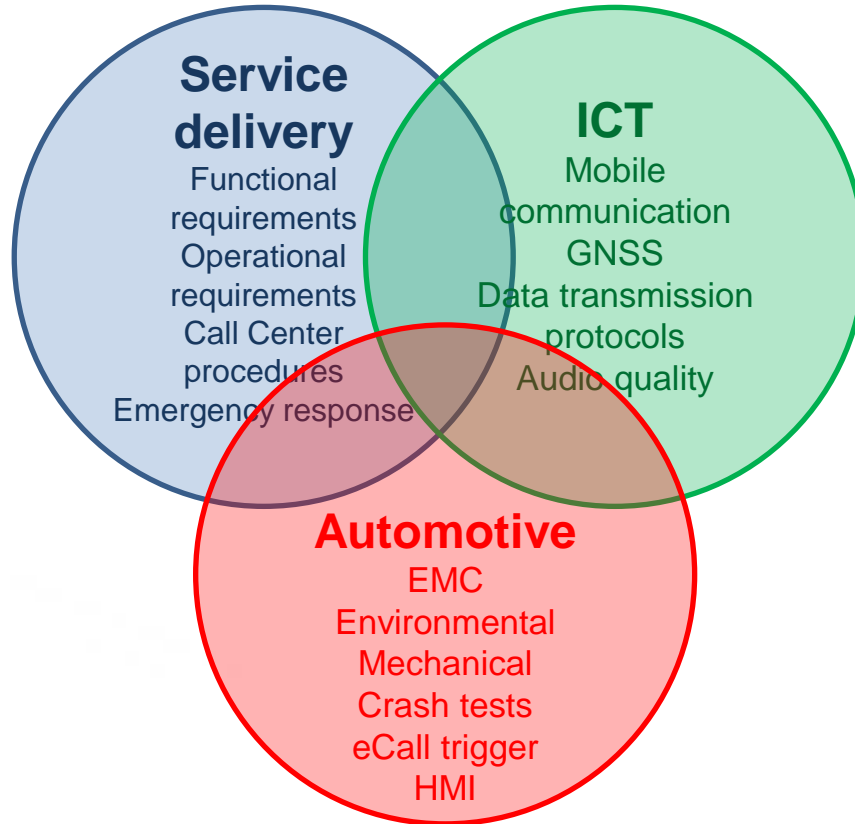 Service
delivery
Functional
requirements
Operational
requirements
Call Center
procedures
Emergency response
ICT
Mobile
communication
GNSS
Data transmission
protocols
Audio quality
Automotive
EMC
Environmental
Mechanical
Crash tests
eCall trigger
HMI